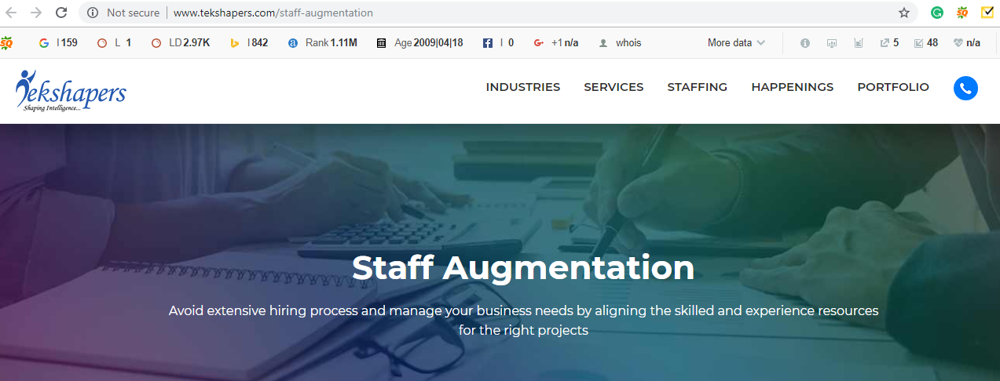 Not secure | www.tekshapers.com/staff-augmentation
SQ I 159 L 1 LD 2.97K I 842 Rank 1.11M Age 2009|04|18 I 0 +1 n/a whois More data 5 48 n/a
Tekshapers
Shaping Intelligence...
INDUSTRIES SERVICES STAFFING HAPPENINGS PORTFOLIO
Staff Augmentation
Avoid extensive hiring process and manage your business needs by aligning the skilled and experience resources
for the right projects